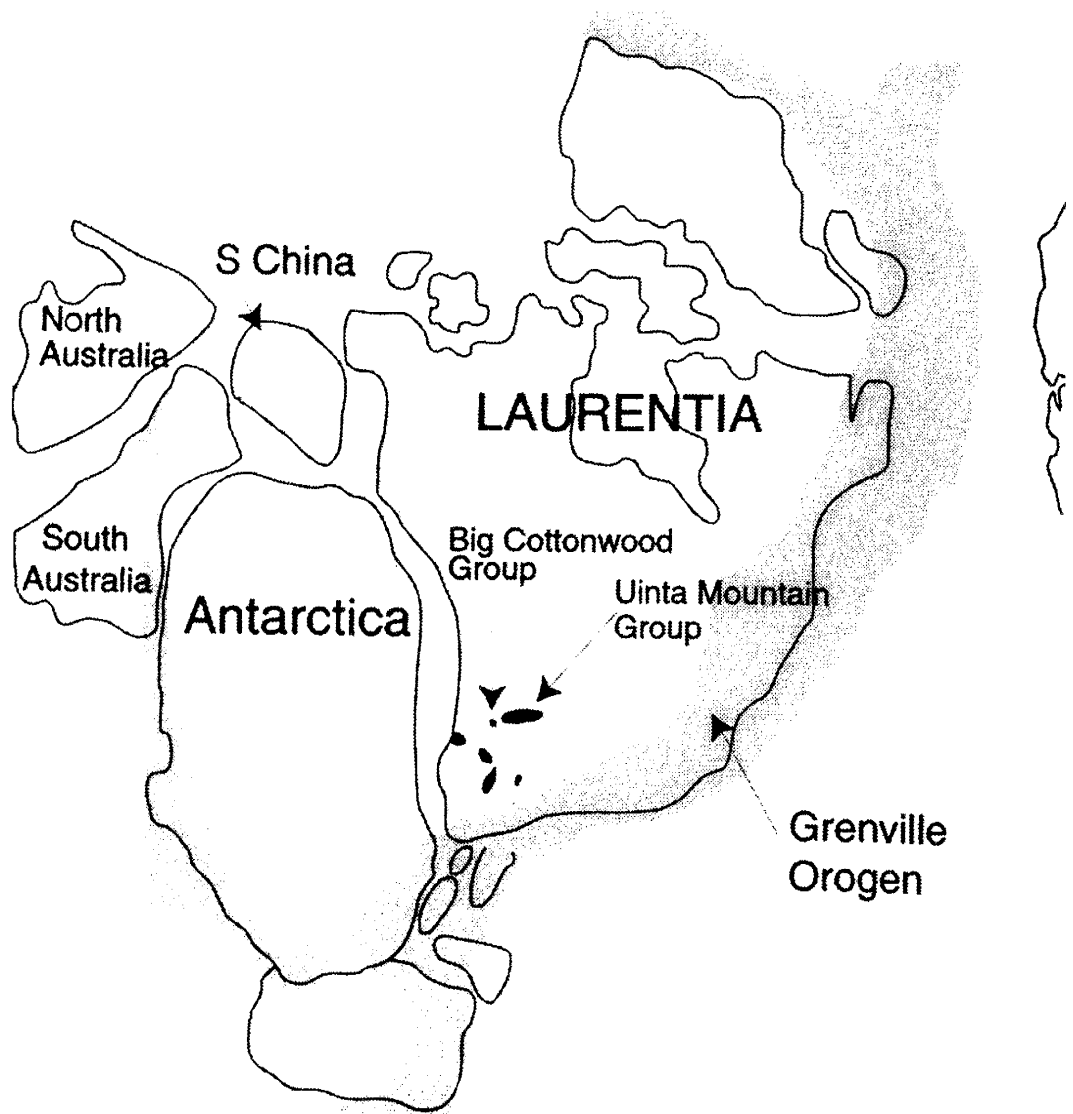 S China
North
Australia
LAURENTIA
South
Australia
Big Cottonwood
Group
Uinta Mountain
Group
Antarctica
Grenville
Orogen